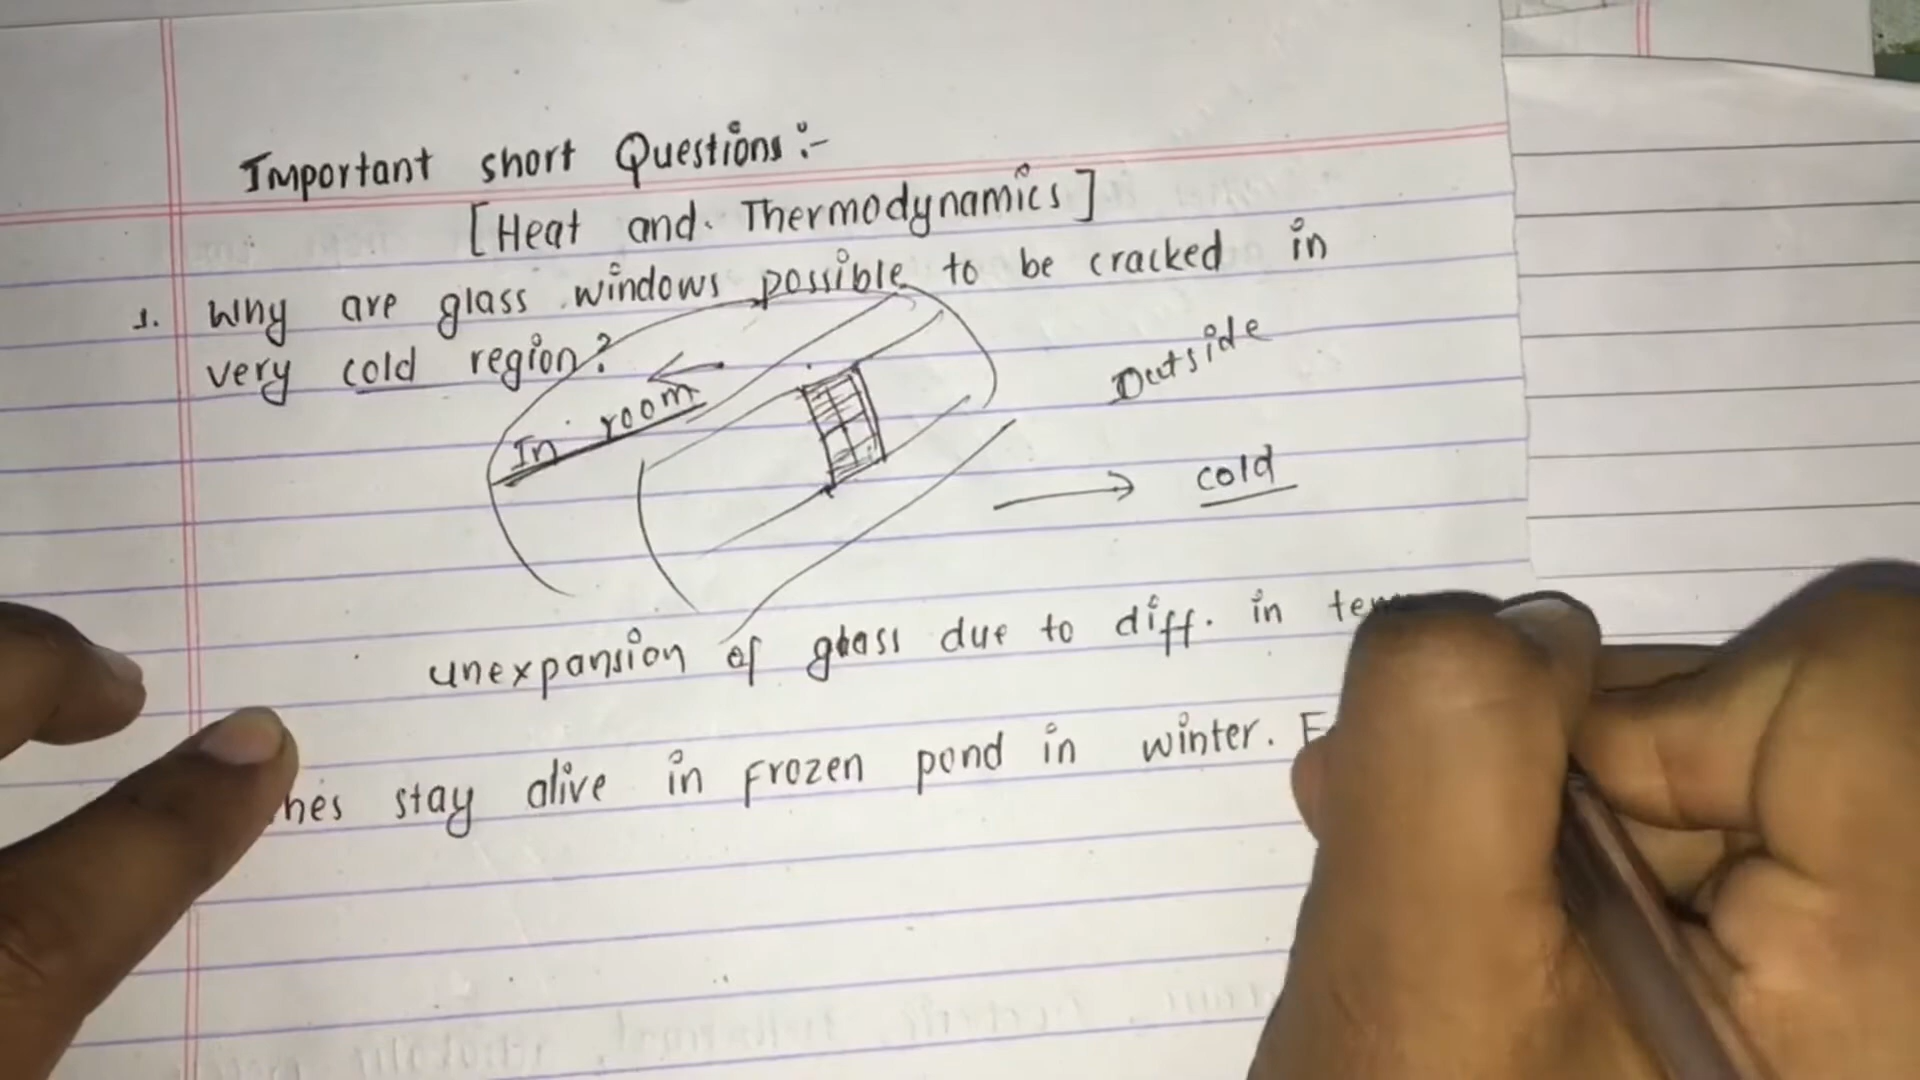 Important short Questions :-
[Heat and Thermodynamics]
1. Why are glass windows possible to be cracked in
very cold region?
In room
Outside
cold
unexpansion of glass due to diff. in
stay alive in frozen pond in winter.